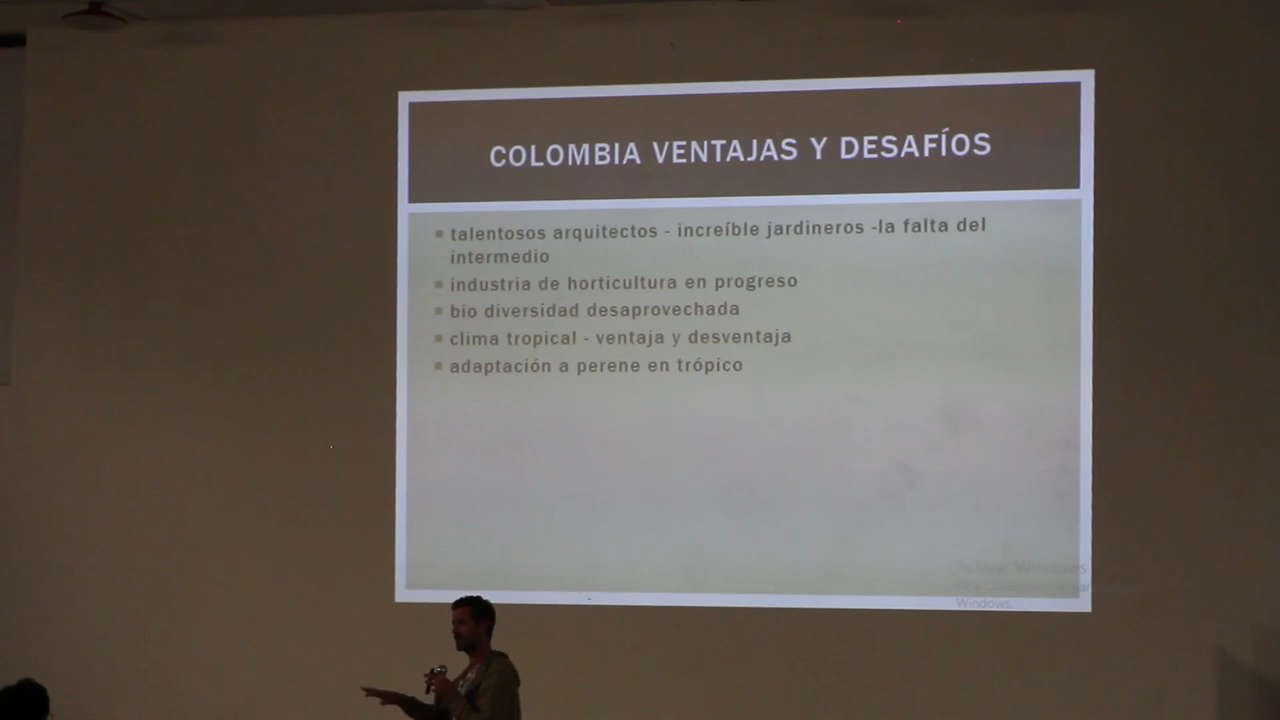 COLOMBIA VENTAJAS Y DESAFÍOS
talentosos arquitectos - increíble jardineros -la falta del
intermedio
industria de horticultura en progreso
bio diversidad desaprovechada
clima tropical - ventaja y desventaja
adaptación a perene en trópico
Windows
Windows.